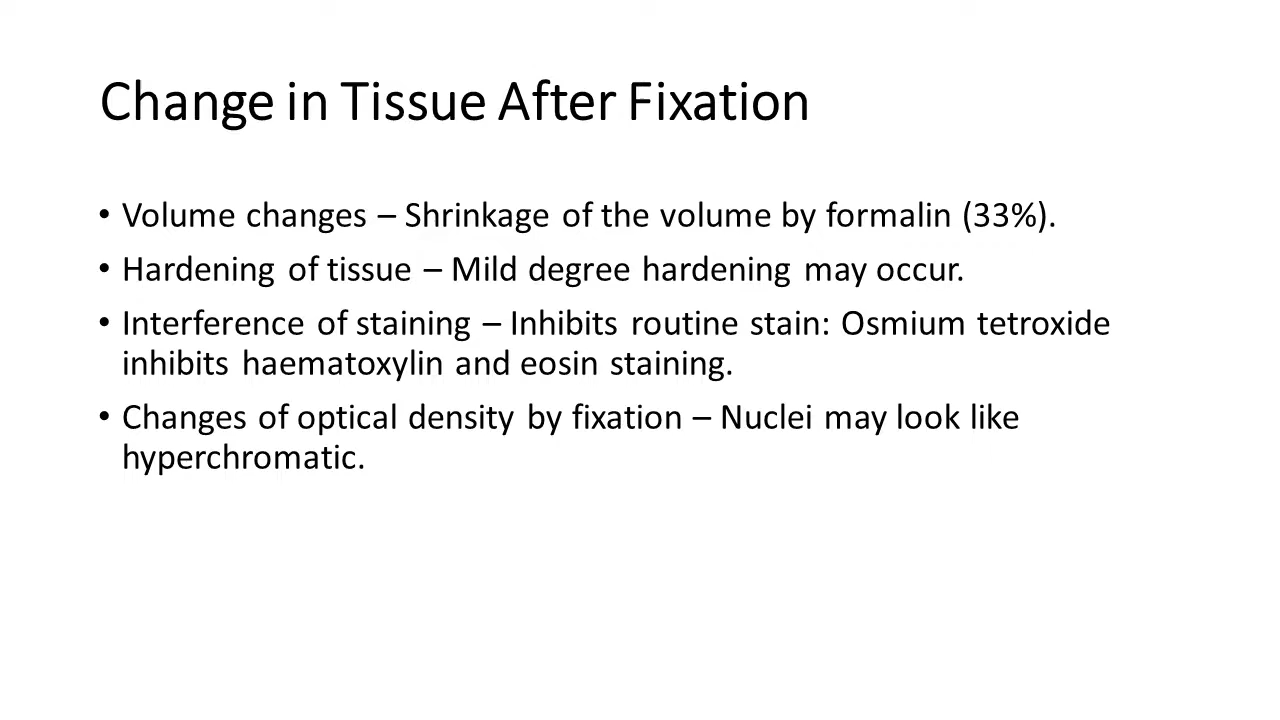 Change in Tissue After Fixation
• Volume changes – Shrinkage of the volume by formalin (33%).
• Hardening of tissue – Mild degree hardening may occur.
• Interference of staining – Inhibits routine stain: Osmium tetroxide
inhibits haematoxylin and eosin staining.
• Changes of optical density by fixation – Nuclei may look like
hyperchromatic.